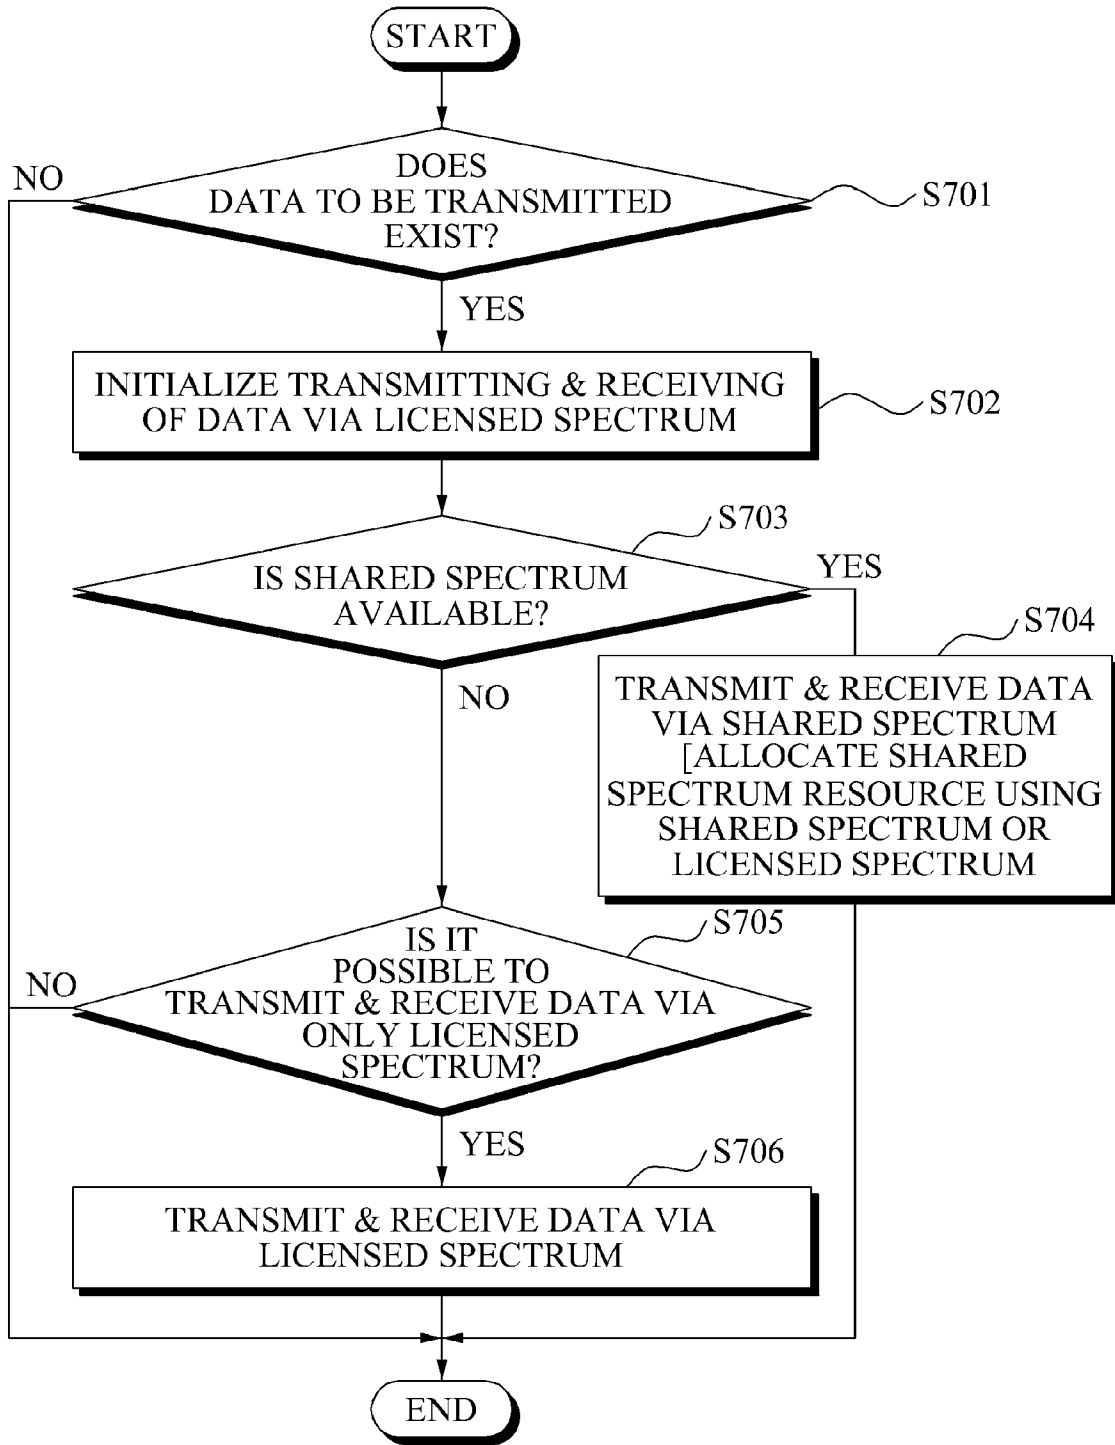 START
DOES
DATA TO BE TRANSMITTED
EXIST?
NO
S701
YES
INITIALIZE TRANSMITTING & RECEIVING
OF DATA VIA LICENSED SPECTRUM
S702
S703
IS SHARED SPECTRUM
AVAILABLE?
YES
NO
S704
TRANSMIT & RECEIVE DATA
VIA SHARED SPECTRUM
[ALLOCATE SHARED
SPECTRUM RESOURCE USING
SHARED SPECTRUM OR
LICENSED SPECTRUM
S705
IS IT
POSSIBLE TO
TRANSMIT & RECEIVE DATA VIA
ONLY LICENSED
SPECTRUM?
NO
YES
S706
TRANSMIT & RECEIVE DATA VIA
LICENSED SPECTRUM
END